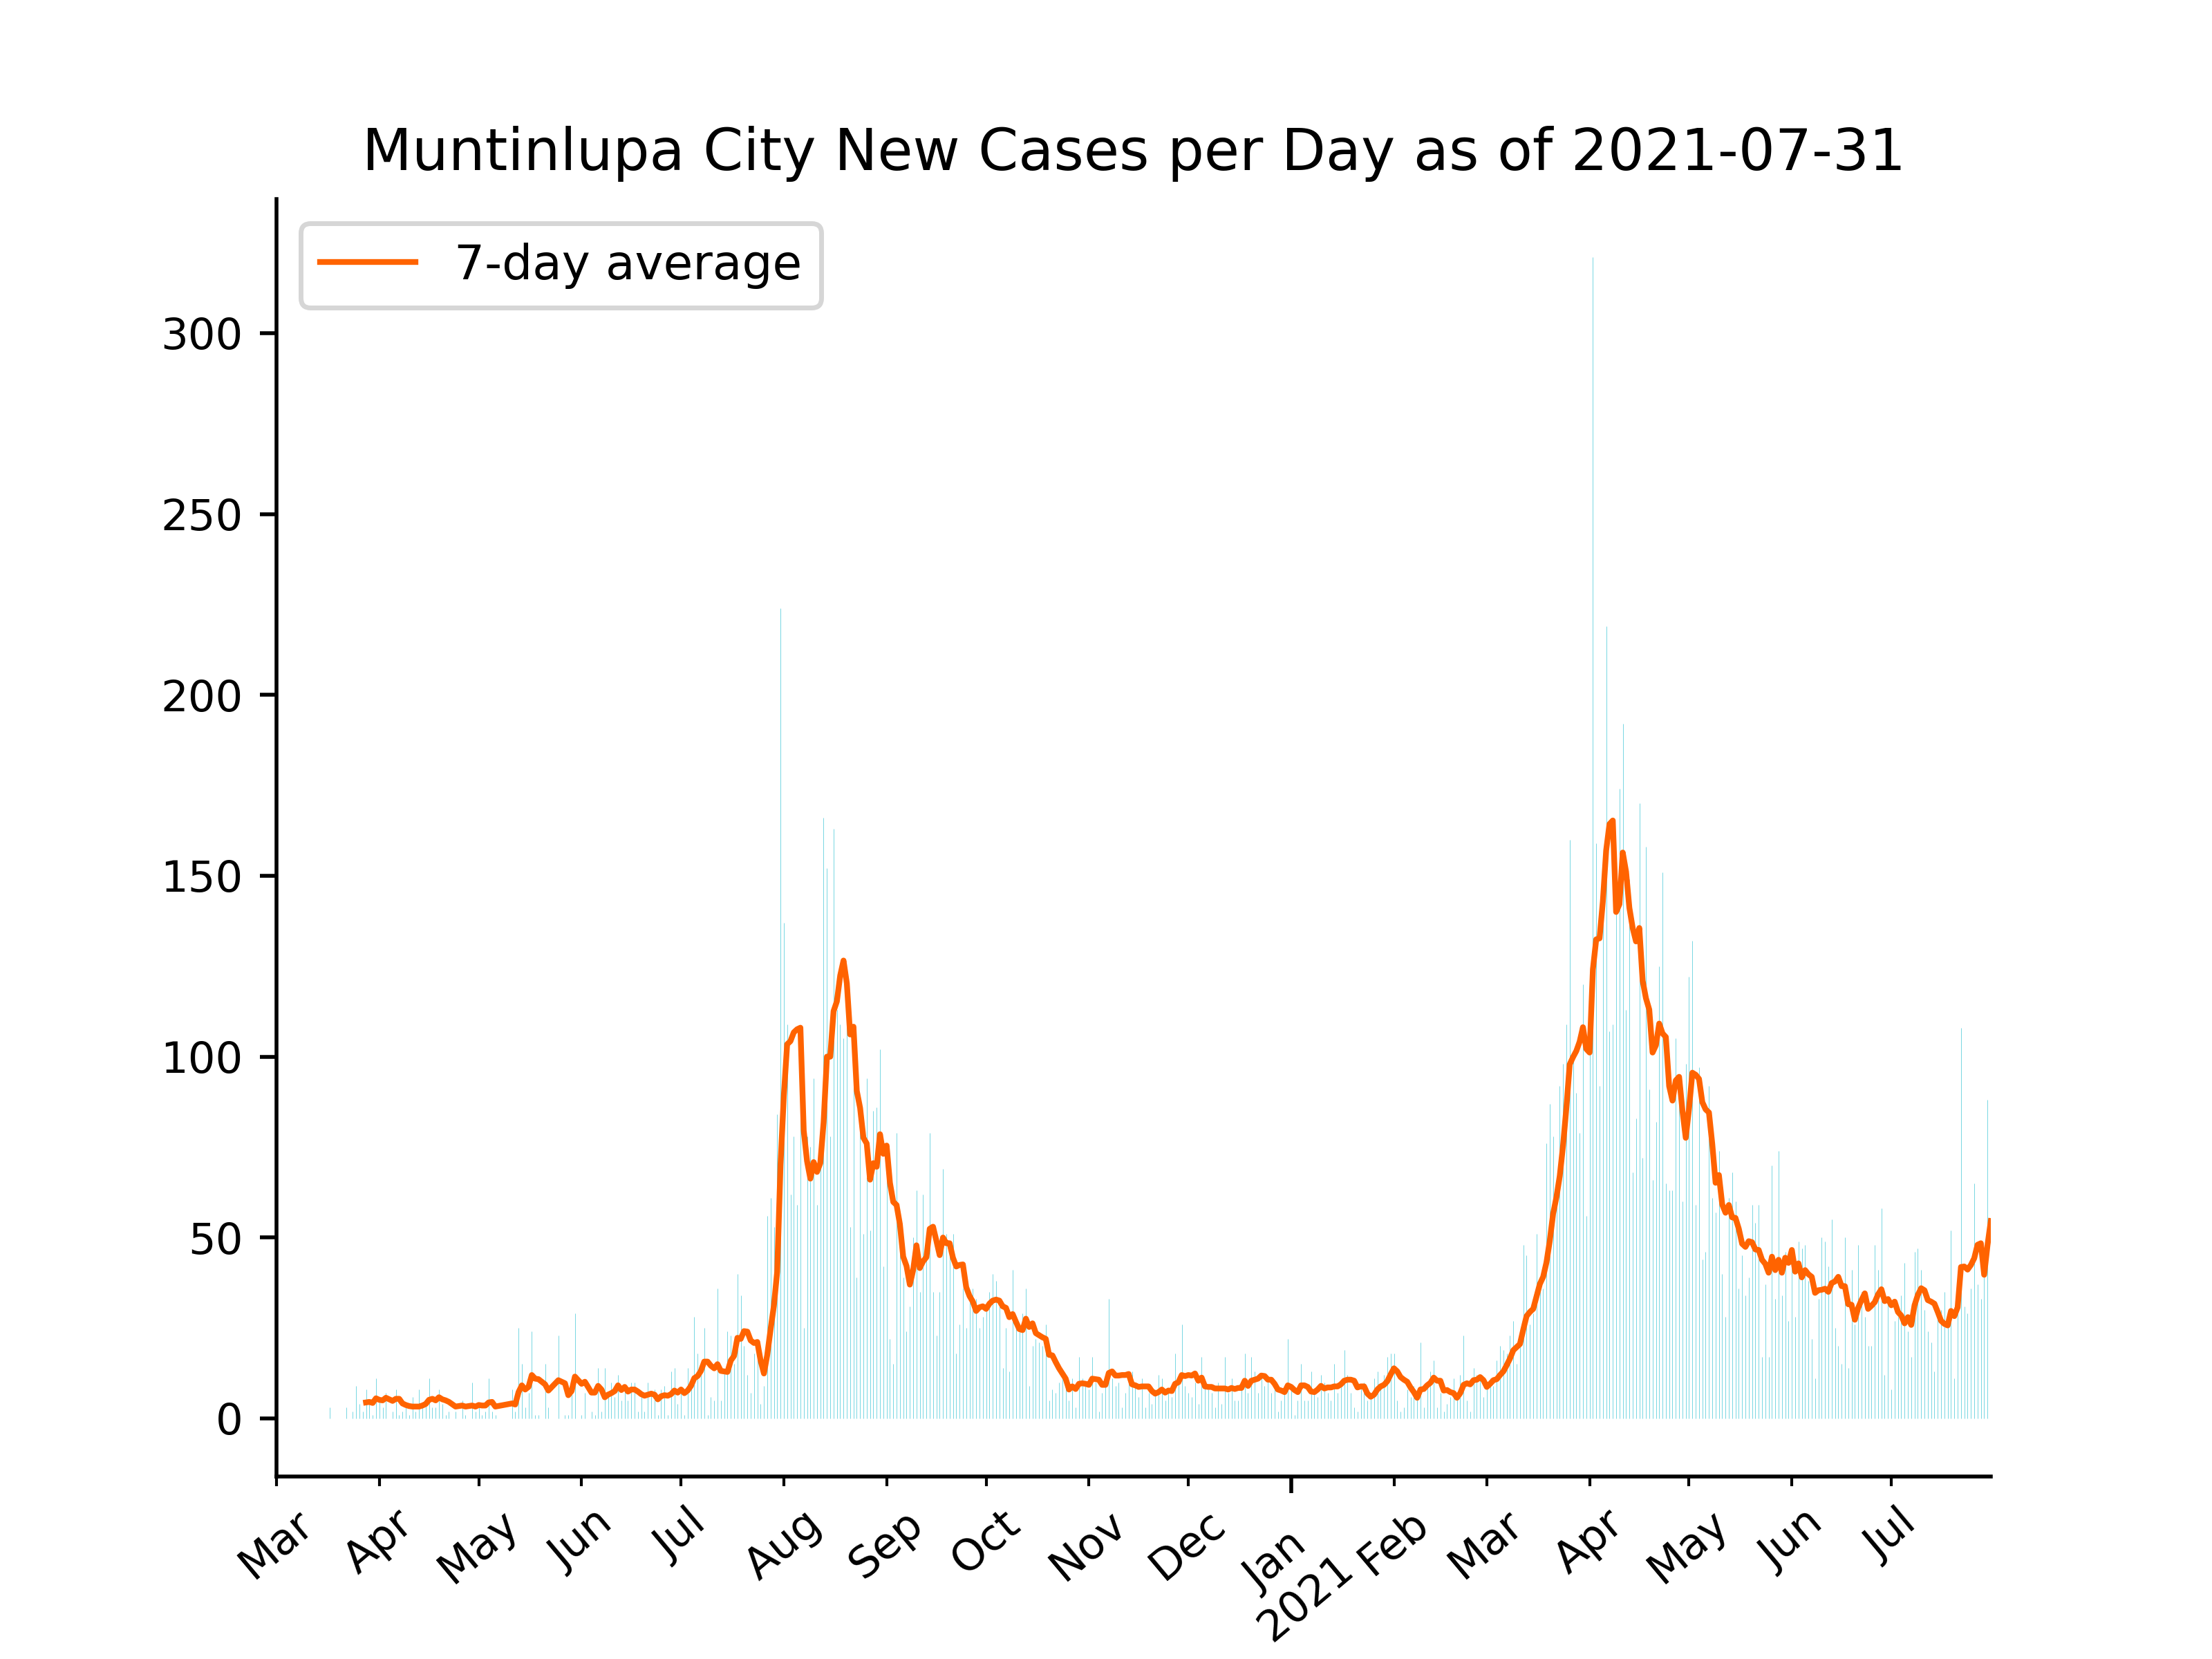 Muntinlupa City New Cases per Day as of 2021-07-31
7-day average
300
250
200
150
100
50
0
Mar Apr May Jun Jul Aug Sep Oct Nov Dec Jan Feb Mar Apr May Jun Jul
2021